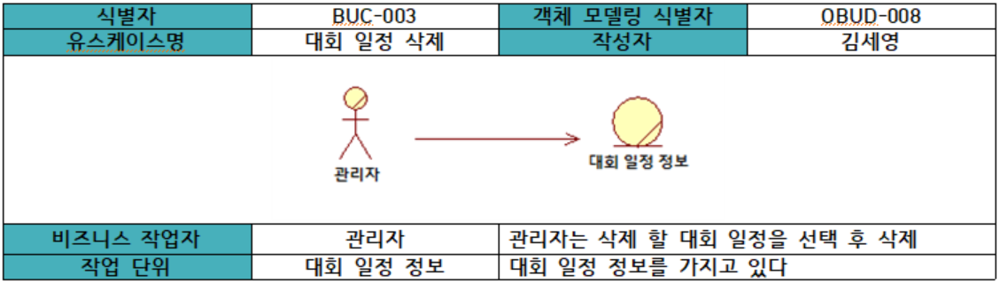 식별자 BUC-003 객체 모델링 식별자 OBUD-008
유스케이스명 대회 일정 삭제 작성자 김세영
관리자
대회 일정 정보
비즈니스 작업자 관리자 관리자는 삭제 할 대회 일정을 선택 후 삭제
작업 단위 대회 일정 정보 대회 일정 정보를 가지고 있다